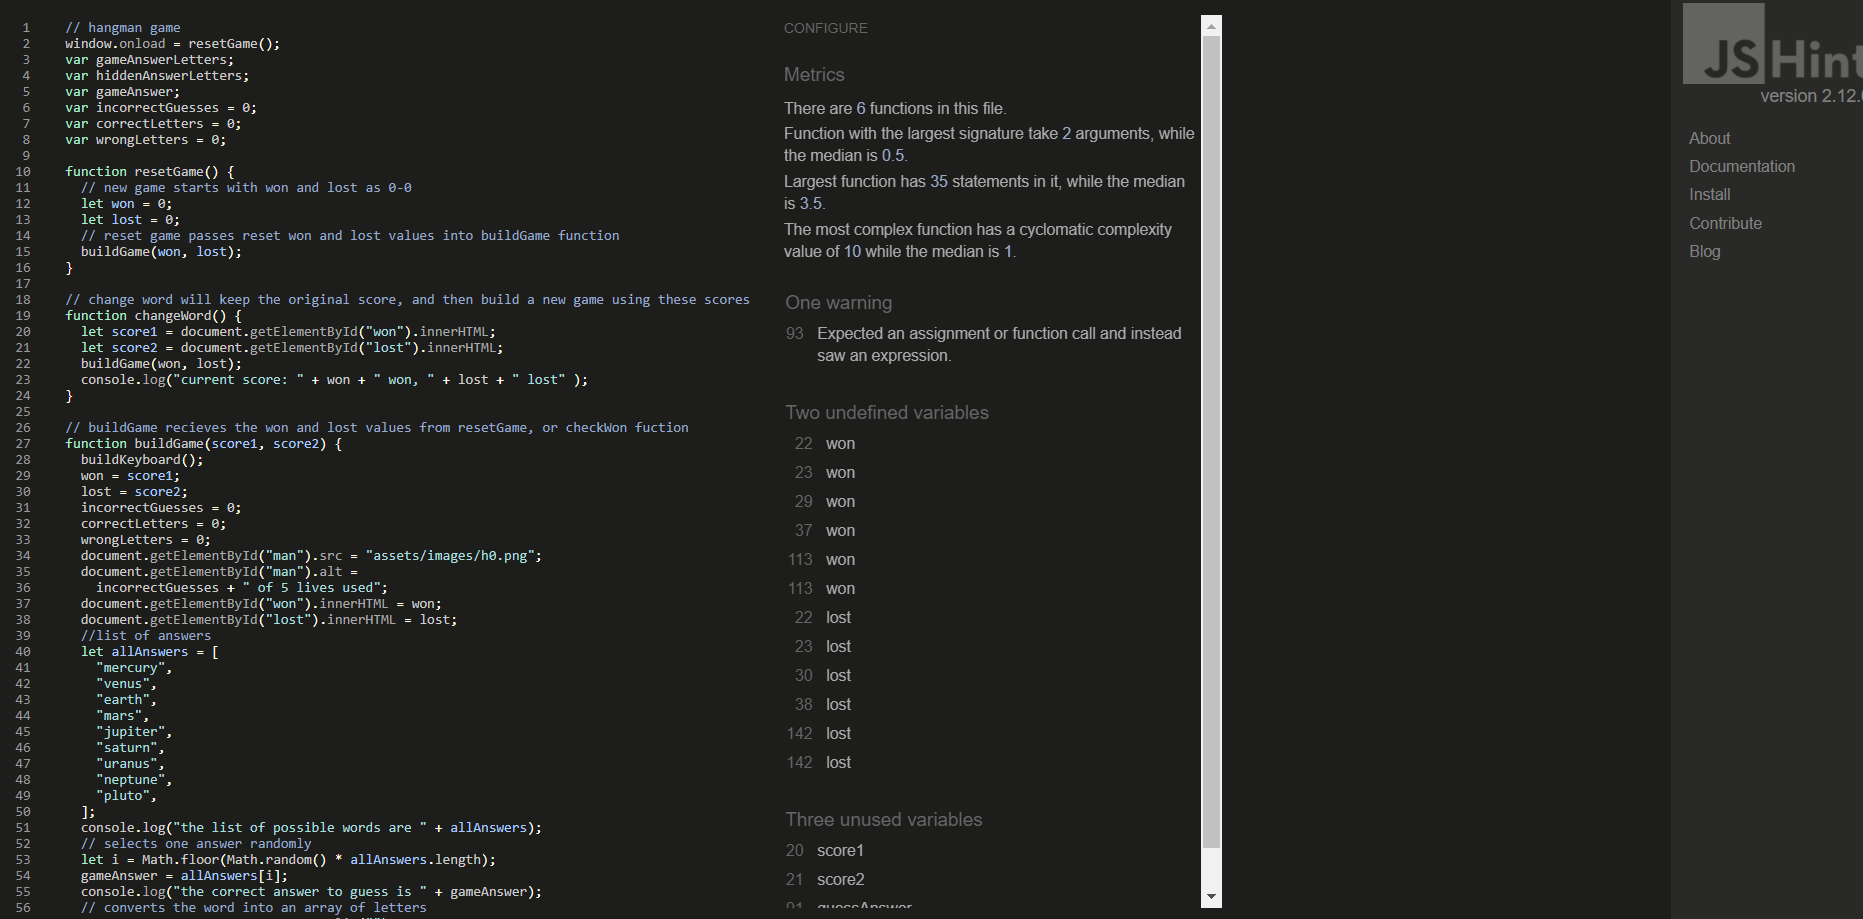 1 // hangman game
2 window.onload = resetGame();
3 var gameAnswerLetters;
4 var hiddenAnswerLetters;
5 var gameAnswer;
6 var incorrectGuesses = 0;
7 var correctLetters = 0;
8 var wrongLetters = 0;
9
10 function resetGame() {
11 // new game starts with won and lost as 0-0
12 let won = 0;
13 let lost = 0;
14 // reset game passes reset won and lost values into buildGame function
15 buildGame(won, lost);
16 }
17
18 // change word will keep the original score, and then build a new game using these scores
19 function changeWord() {
20 let score1 = document.getElementById("won").innerHTML;
21 let score2 = document.getElementById("lost").innerHTML;
22 buildGame(won, lost);
23 console.log("current score: " + won + " won, " + lost + " lost" );
24 }
25
26 // buildGame recieves the won and lost values from resetGame, or checkWon fuction
27 function buildGame(score1, score2) {
28 buildKeyboard();
29 won = score1;
30 lost = score2;
31 incorrectGuesses = 0;
32 correctLetters = 0;
33 wrongLetters = 0;
34 document.getElementById("man").src = "assets/images/h0.png";
35 document.getElementById("man").alt =
36 incorrectGuesses + " of 5 lives used";
37 document.getElementById("won").innerHTML = won;
38 document.getElementById("lost").innerHTML = lost;
39 //list of answers
40 let allAnswers = [
41 "mercury",
42 "venus",
43 "earth",
44 "mars",
45 "jupiter",
46 "saturn",
47 "uranus",
48 "neptune",
49 "pluto",
50 ];
51 console.log("the list of possible words are " + allAnswers);
52 // selects one answer randomly
53 let i = Math.floor(Math.random() * allAnswers.length);
54 gameAnswer = allAnswers[i];
55 console.log("the correct answer to guess is " + gameAnswer);
56 // converts the word into an array of letters
CONFIGURE
Metrics
There are 6 functions in this file.
Function with the largest signature take 2 arguments, while
the median is 0.5.
Largest function has 35 statements in it, while the median
is 3.5.
The most complex function has a cyclomatic complexity
value of 10 while the median is 1.
One warning
93 Expected an assignment or function call and instead
saw an expression.
Two undefined variables
22 won
23 won
29 won
37 won
113 won
113 won
22 lost
23 lost
30 lost
38 lost
142 lost
142 lost
Three unused variables
20 score1
21 score2
91 guessAnswer
JSHint
version 2.12.
About
Documentation
Install
Contribute
Blog